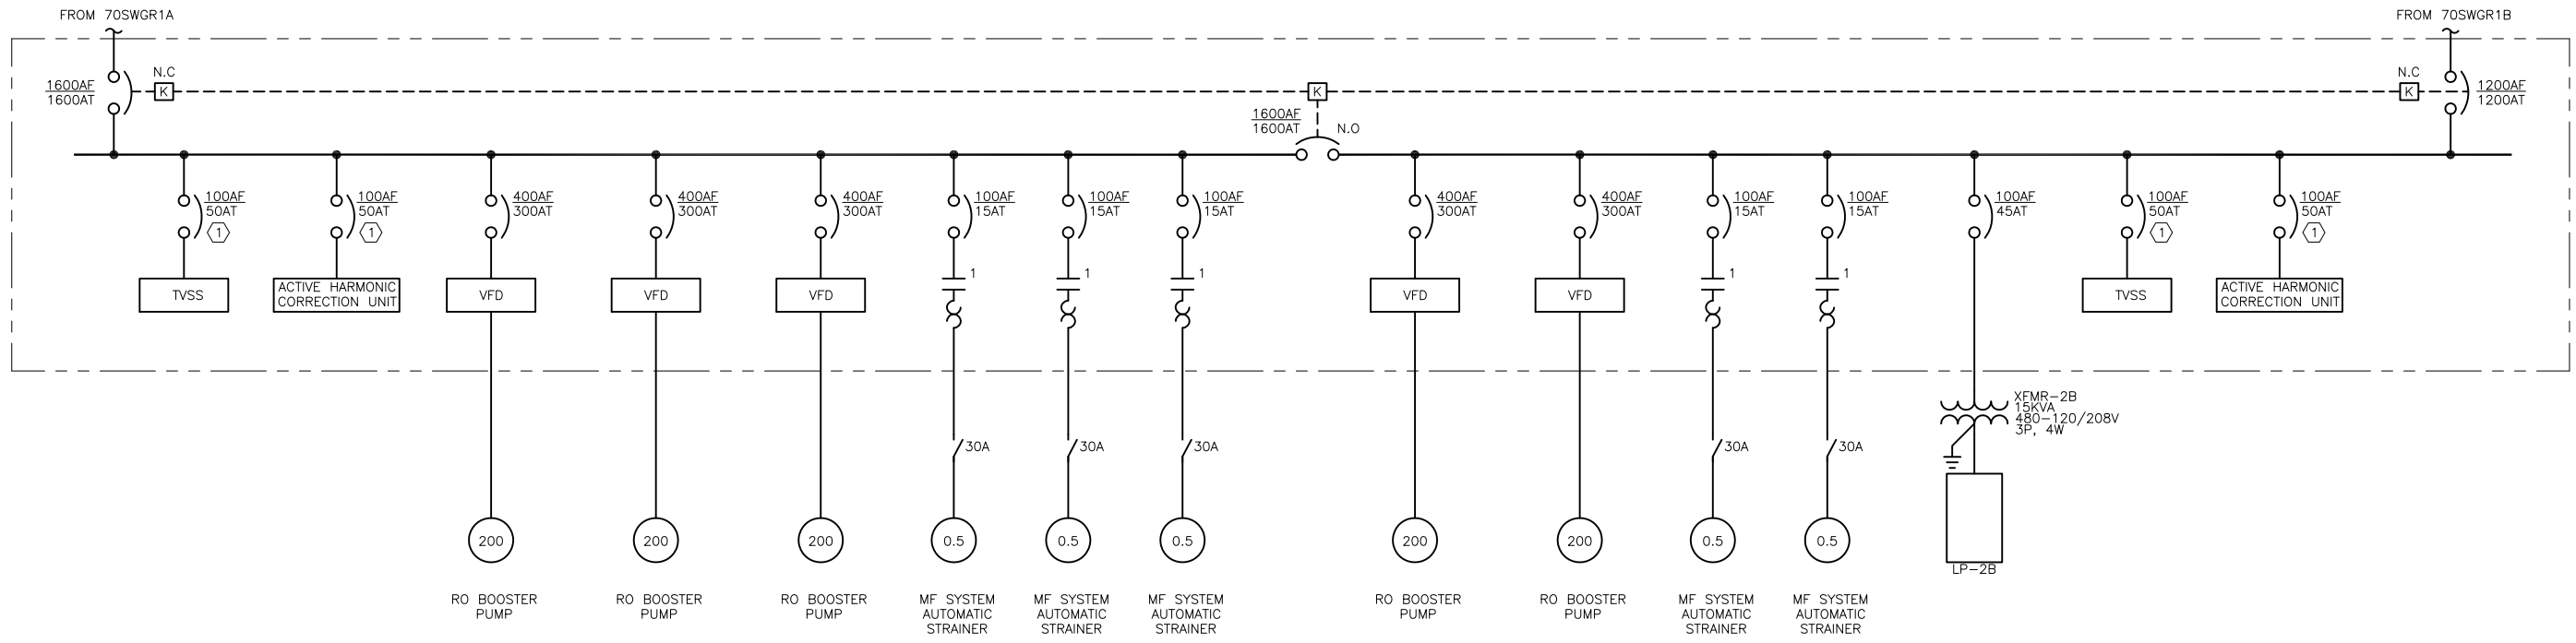 FROM 70SWGR1A
FROM 70SWGR1B
1600AF
1600AT
N.C
K
K
1600AF
1600AT
N.O
N.C
K
1200AF
1200AT
100AF
50AT
1
100AF
50AT
1
400AF
300AT
400AF
300AT
400AF
300AT
100AF
15AT
100AF
15AT
100AF
15AT
400AF
300AT
400AF
300AT
100AF
15AT
100AF
15AT
100AF
45AT
100AF
50AT
1
100AF
50AT
1
TVSS
ACTIVE HARMONIC
CORRECTION UNIT
VFD
VFD
VFD
1
1
1
VFD
VFD
1
1
TVSS
ACTIVE HARMONIC
CORRECTION UNIT
XFMR-2B
15KVA
480-120/208V
3P, 4W
30A
30A
30A
30A
30A
200
200
200
0.5
0.5
0.5
200
200
0.5
0.5
LP-2B
RO BOOSTER
PUMP
RO BOOSTER
PUMP
RO BOOSTER
PUMP
MF SYSTEM
AUTOMATIC
STRAINER
MF SYSTEM
AUTOMATIC
STRAINER
MF SYSTEM
AUTOMATIC
STRAINER
RO BOOSTER
PUMP
RO BOOSTER
PUMP
MF SYSTEM
AUTOMATIC
STRAINER
MF SYSTEM
AUTOMATIC
STRAINER